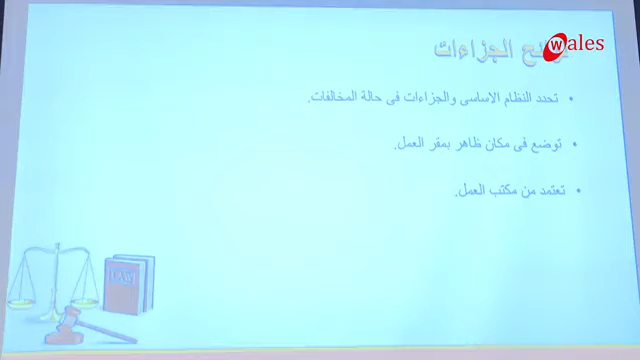 wales
لوائح الجزاءات
• تحدد النظام الاساسى والجزاءات فى حالة المخالفات.
• توضع فى مكان ظاهر بمقر العمل.
• تعتمد من مكتب العمل.
LAW